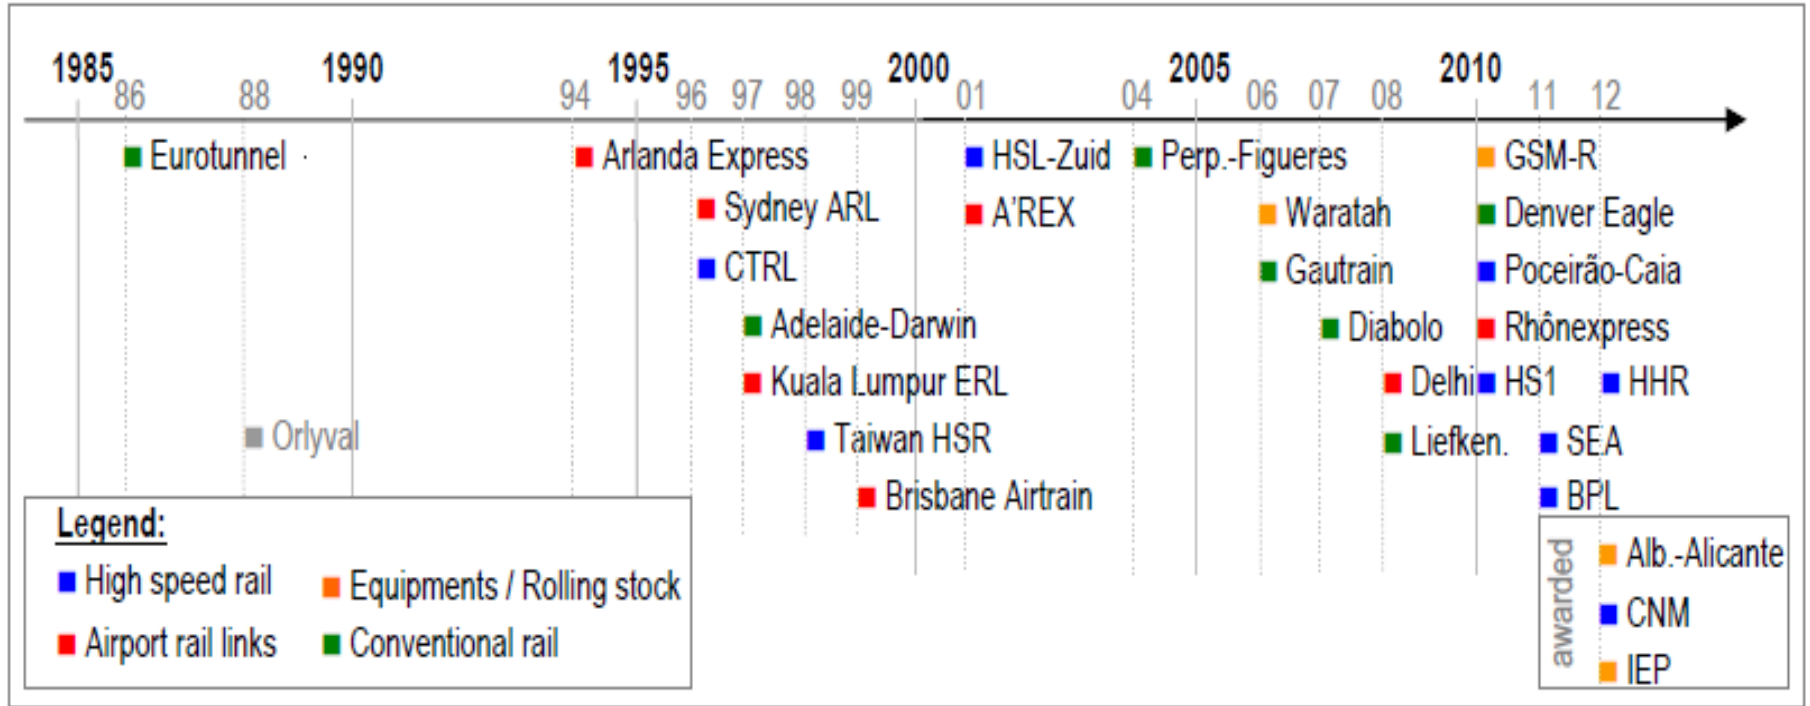 1985 1990 1995 2000 2005 2010
86 88 94 96 97 98 99 01 04 06 07 08 11 12
Eurotunnel Arlanda Express HSL-Zuid Perp.-Figueres GSM-R
Sydney ARL A'REX Waratah Denver Eagle
CTRL Gautrain Poceirão-Caia
Adelaide-Darwin Diabolo Rhônexpress
Kuala Lumpur ERL Delhi HS1 HHR
Orlyval Taiwan HSR Liefken. SEA
Brisbane Airtrain BPL
Legend:
High speed rail Equipments / Rolling stock
Airport rail links Conventional rail
awarded
Alb.-Alicante
CNM
IEP